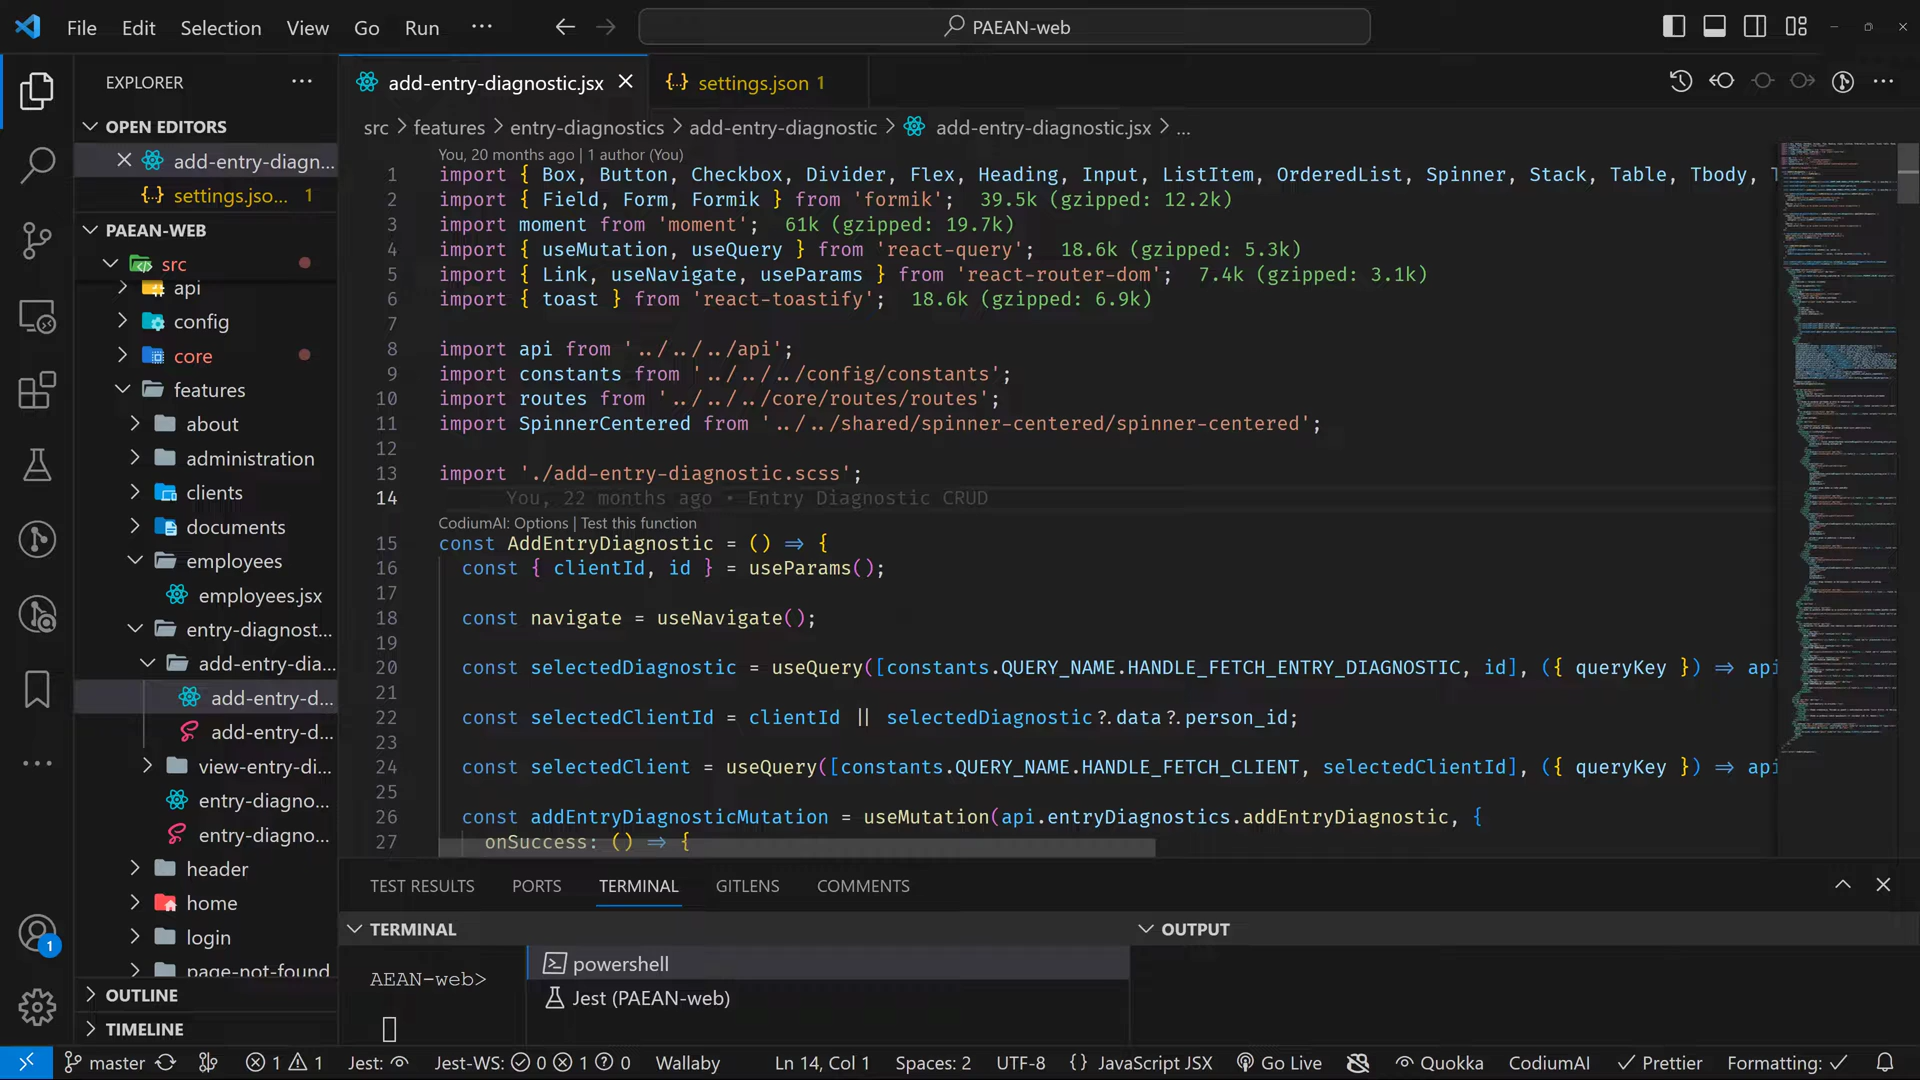 File Edit Selection View Go Run ··· PAEAN-web
EXPLORER ···
OPEN EDITORS
add-entry-diagn...
settings.jso... 1
PAEAN-WEB
src
api
config
core
features
about
administration
clients
documents
employees
employees.jsx
entry-diagnost...
add-entry-dia...
add-entry-d...
add-entry-d...
view-entry-di...
entry-diagno...
entry-diagno...
header
home
login
page-not-found
OUTLINE
TIMELINE
1
add-entry-diagnostic.jsx
{..} settings.json 1
src > features > entry-diagnostics > add-entry-diagnostic > add-entry-diagnostic.jsx > ...
You, 20 months ago | 1 author (You)
1 import { Box, Button, Checkbox, Divider, Flex, Heading, Input, ListItem, OrderedList, Spinner, Stack, Table, Tbody,
2 import { Field, Form, Formik } from 'formik'; 39.5k (gzipped: 12.2k)
3 import moment from 'moment'; 61k (gzipped: 19.7k)
4 import { useMutation, useQuery } from 'react-query'; 18.6k (gzipped: 5.3k)
5 import { Link, useNavigate, useParams } from 'react-router-dom'; 7.4k (gzipped: 3.1k)
6 import { toast } from 'react-toastify'; 18.6k (gzipped: 6.9k)
7
8 import api from '../../../api';
9 import constants from '../../../config/constants';
10 import routes from '../../../core/routes/routes';
11 import SpinnerCentered from '../../shared/spinner-centered/spinner-centered';
12
13 import './add-entry-diagnostic.scss';
14 You, 22 months ago • Entry Diagnostic CRUD
CodiumAI: Options | Test this function
15 const AddEntryDiagnostic = () => {
16 const { clientId, id } = useParams();
17
18 const navigate = useNavigate();
19
20 const selectedDiagnostic = useQuery([constants.QUERY_NAME.HANDLE_FETCH_ENTRY_DIAGNOSTIC, id], ({ queryKey }) => api
21
22 const selectedClientId = clientId || selectedDiagnostic?.data?.person_id;
23
24 const selectedClient = useQuery([constants.QUERY_NAME.HANDLE_FETCH_CLIENT, selectedClientId], ({ queryKey }) => api
25
26 const addEntryDiagnosticMutation = useMutation(api.entryDiagnostics.addEntryDiagnostic, {
27 onSuccess: () => {
TEST RESULTS PORTS TERMINAL GITLENS COMMENTS
TERMINAL
AEAN-web>
powershell
Jest (PAEAN-web)
OUTPUT
master 1 1 Jest: Jest-WS: 0 1 0 Wallaby Ln 14, Col 1 Spaces: 2 UTF-8 {} JavaScript JSX Go Live Quokka CodiumAI Prettier Formatting: